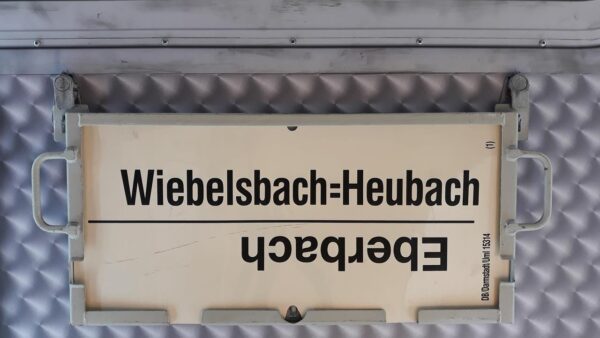 Wiebelsbach=Heubach
Eberbach
(1)
DB/Darmstadt Uml 15314